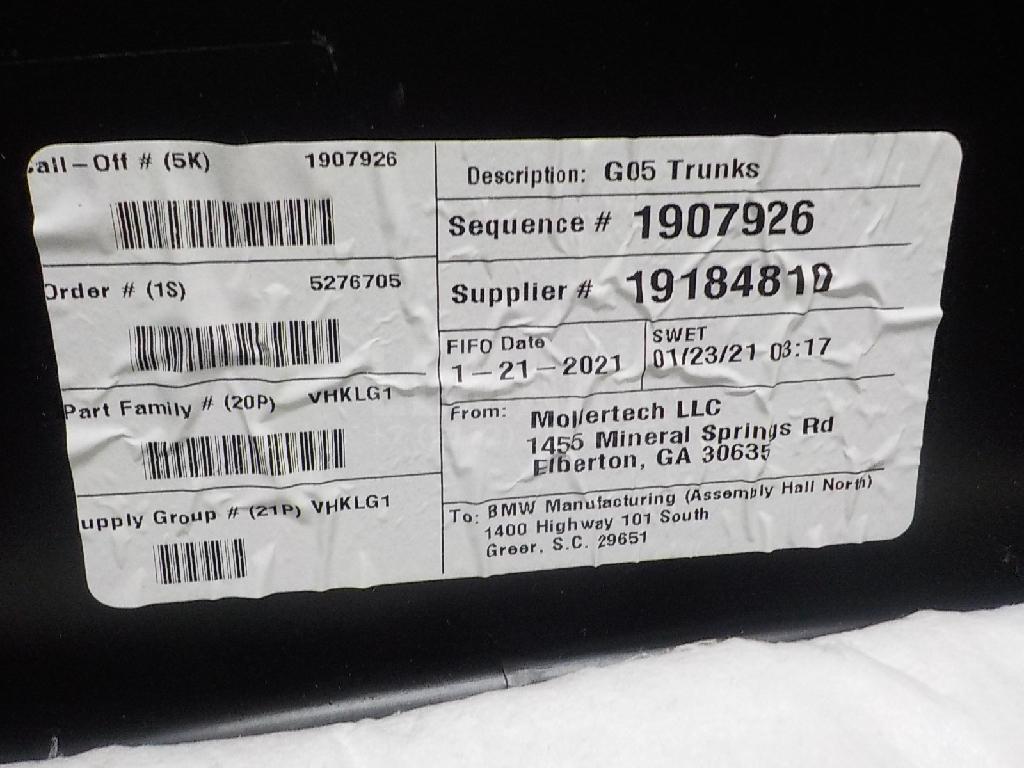 all-Off # (5K) 1907926
Order # (1S) 5276705
Part Family # (20P) VHKLG1
upply Group # (21P) VHKLG1
Description: G05 Trunks
Sequence # 1907926
Supplier # 19184810
FIFO Date
1-21-2021
SWET
01/23/21 03:17
From: Mollertech LLC
1455 Mineral Springs Rd
Elberton, GA 30635
To: BMW Manufacturing (Assembly Hall North)
1400 Highway 101 South
Greer, S.C. 29651